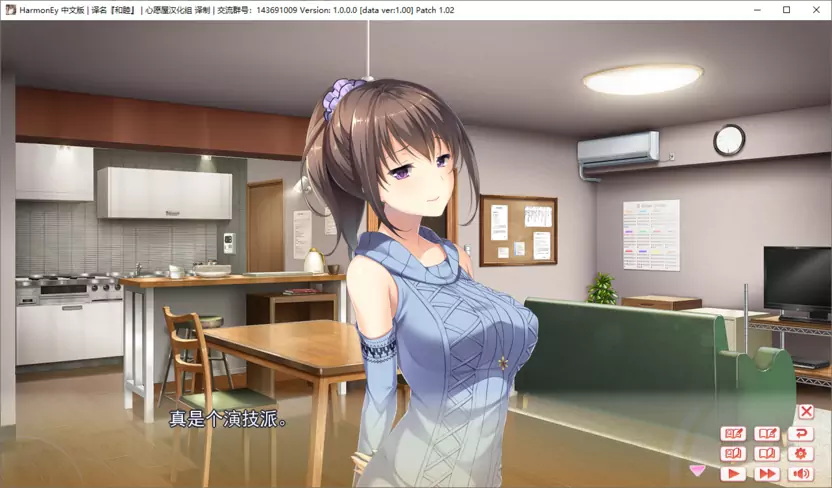 HarmonEy 中文版 | 译名『和睦』 | 心愿屋汉化组 译制 | 交流群号：143691009 Version: 1.0.0.0 [data ver:1.00] Patch 1.02
真是个演技派。